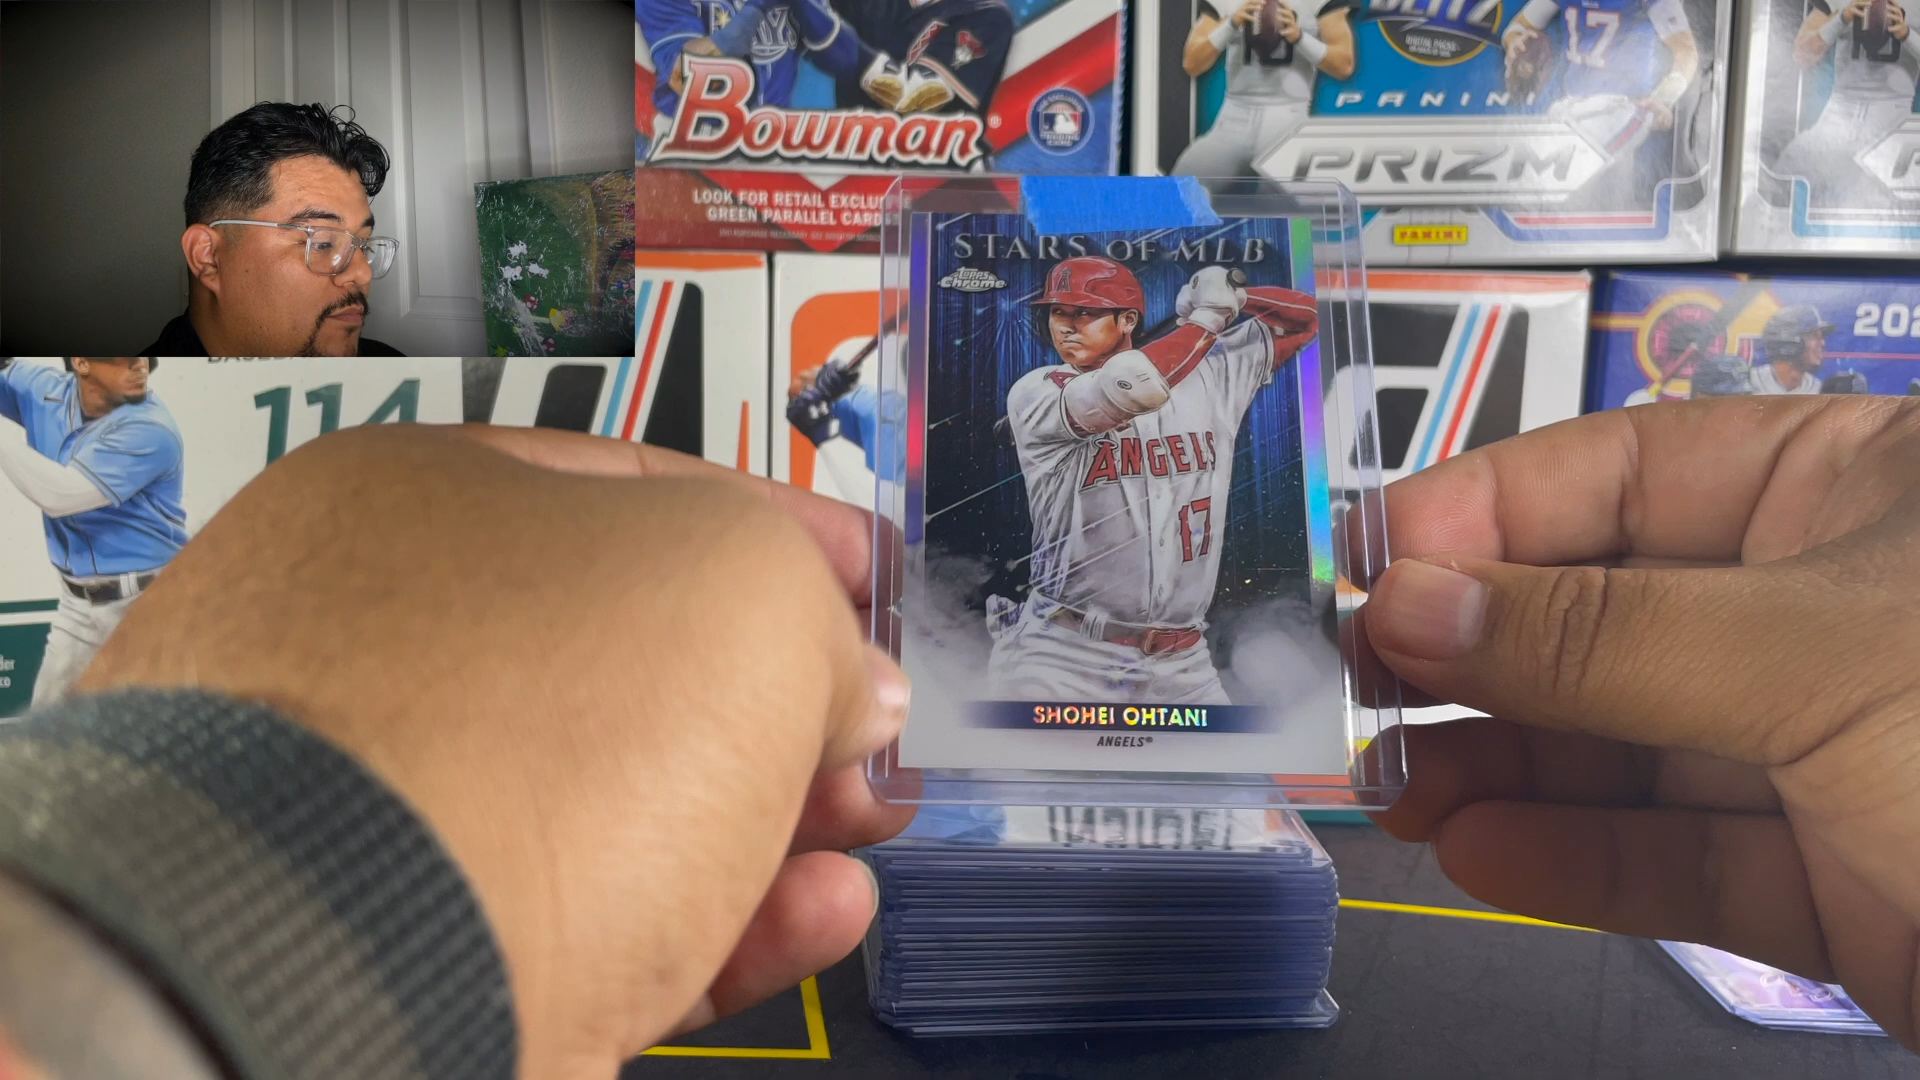 Bowman®
LOOK FOR RETAIL EXCLU
GREEN PARALLEL CARD
BLITZ
17
PANINI
PRIZM
PANINI
STARS OF MLB
Topps
Chrome
A
ANGELS
17
SHOHEI OHTANI
ANGELS®
114
202